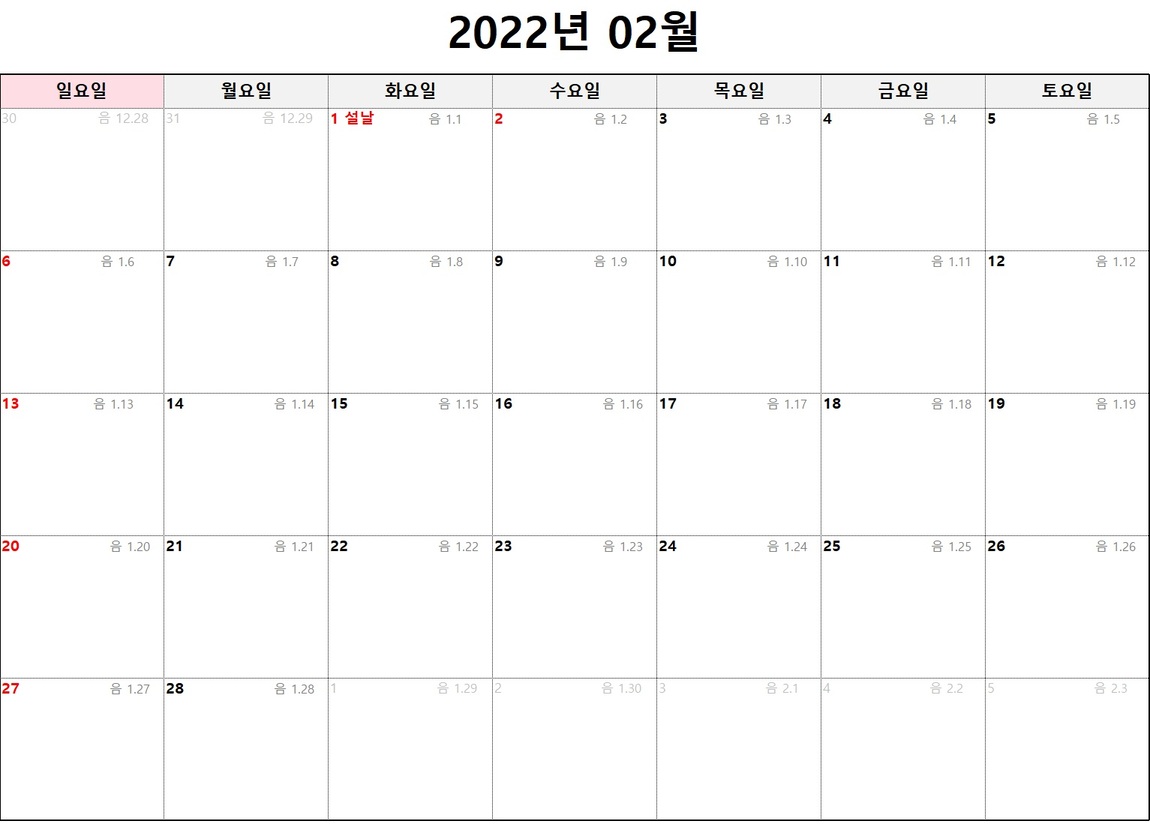 2022년 02월
일요일 월요일 화요일 수요일 목요일 금요일 토요일
30 음 12.28 31 음 12.29 1 설날 음 1.1 2 음 1.2 3 음 1.3 4 음 1.4 5 음 1.5
6 음 1.6 7 음 1.7 8 음 1.8 9 음 1.9 10 음 1.10 11 음 1.11 12 음 1.12
13 음 1.13 14 음 1.14 15 음 1.15 16 음 1.16 17 음 1.17 18 음 1.18 19 음 1.19
20 음 1.20 21 음 1.21 22 음 1.22 23 음 1.23 24 음 1.24 25 음 1.25 26 음 1.26
27 음 1.27 28 음 1.28 1 음 1.29 2 음 1.30 3 음 2.1 4 음 2.2 5 음 2.3